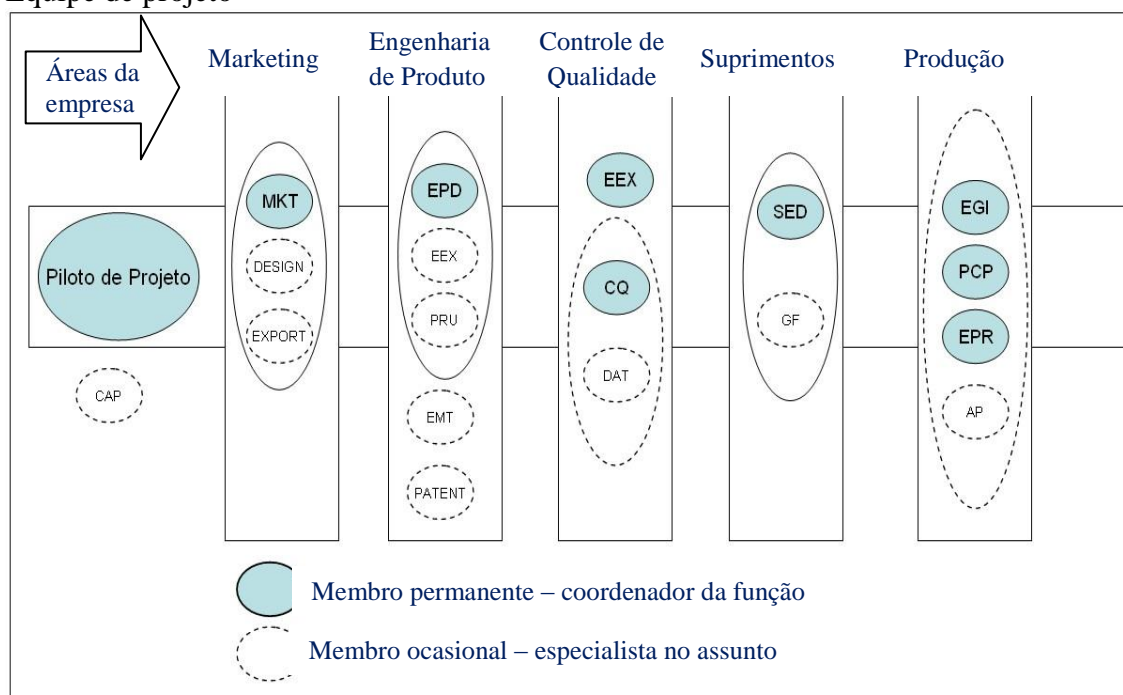 Equipe de projeto
Áreas da
empresa
Marketing
Engenharia
de Produto
Controle de
Qualidade
Suprimentos
Produção
Piloto de Projeto
CAP
MKT
DESIGN
EXPORT
EPD
EEX
PRU
EMT
PATENT
EEX
CQ
DAT
SED
GF
EGI
PCP
EPR
AP
Membro permanente – coordenador da função
Membro ocasional – especialista no assunto